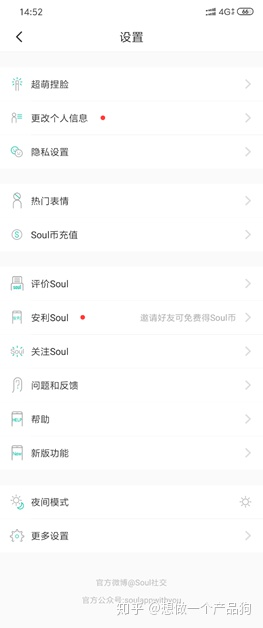 14:52
4G 66
设置
超萌捏脸
更改个人信息
隐私设置
热门表情
Soul币充值
评价Soul
安利Soul 邀请好友可免费得Soul币
关注Soul
问题和反馈
帮助
新版功能
夜间模式
更多设置
官方微博@Soul社交
官方公众号:soulappwithyou
知乎 @想做一个产品狗